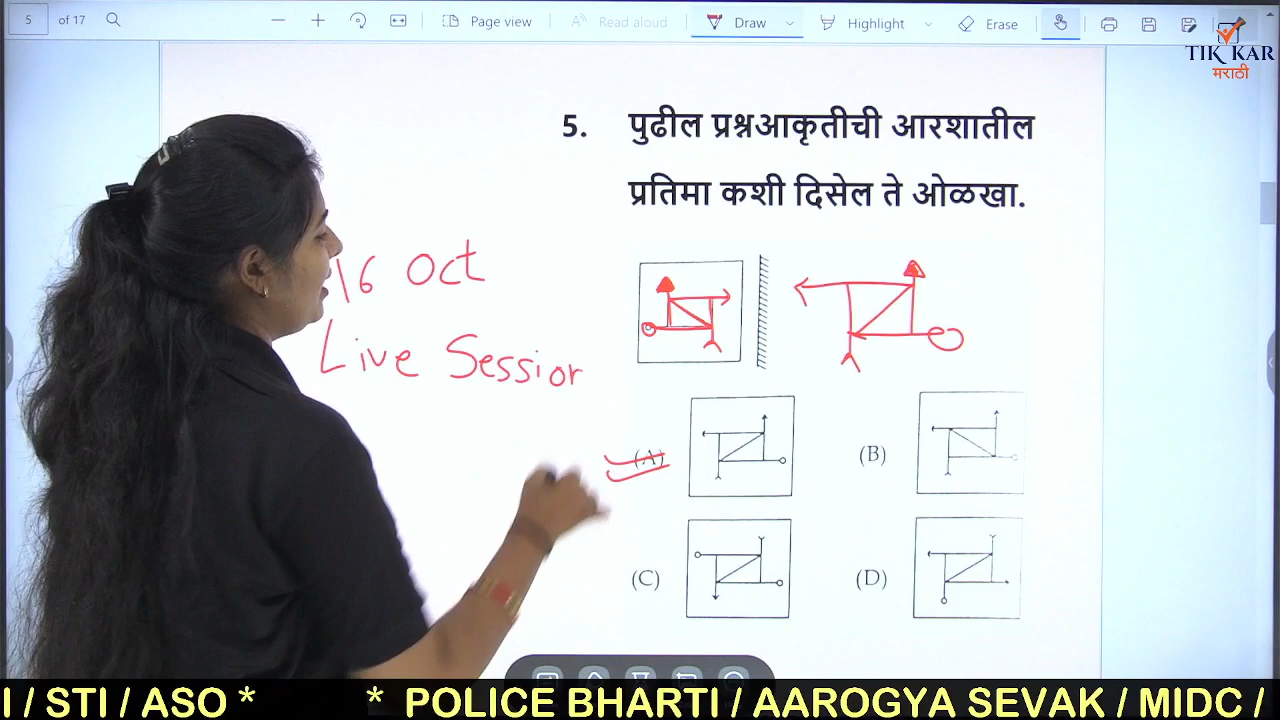 5 of 17 Page view Read aloud Draw Highlight Erase
TIK KAR
मराठी
5. पुढील प्रश्नआकृतीची आरशातील
प्रतिमा कशी दिसेल ते ओळखा.
16 Oct
Live Session
(A)
(B)
(C)
(D)
I / STI / ASO * * POLICE BHARTI / AAROGYA SEVAK / MIDC /